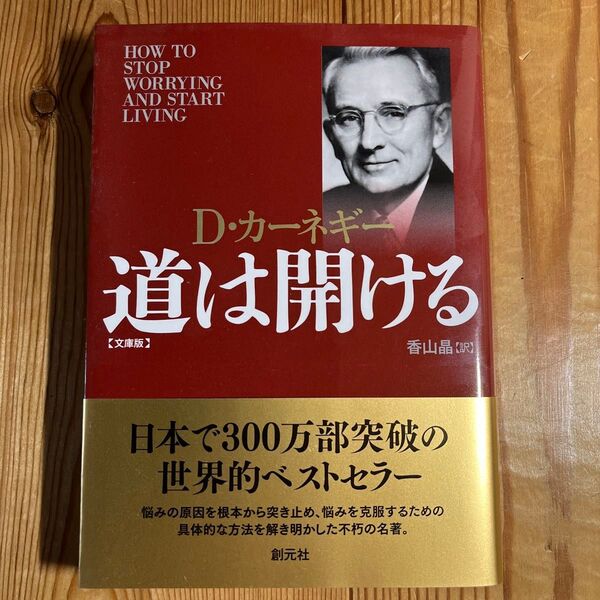 HOW TO
STOP
WORRYING
AND START
LIVING
D・カーネギー
道は開ける
【文庫版】
香山晶【訳】
日本で300万部突破の
世界的ベストセラー
悩みの原因を根本から突き止め、悩みを克服するための
具体的な方法を解き明かした不朽の名著。
創元社